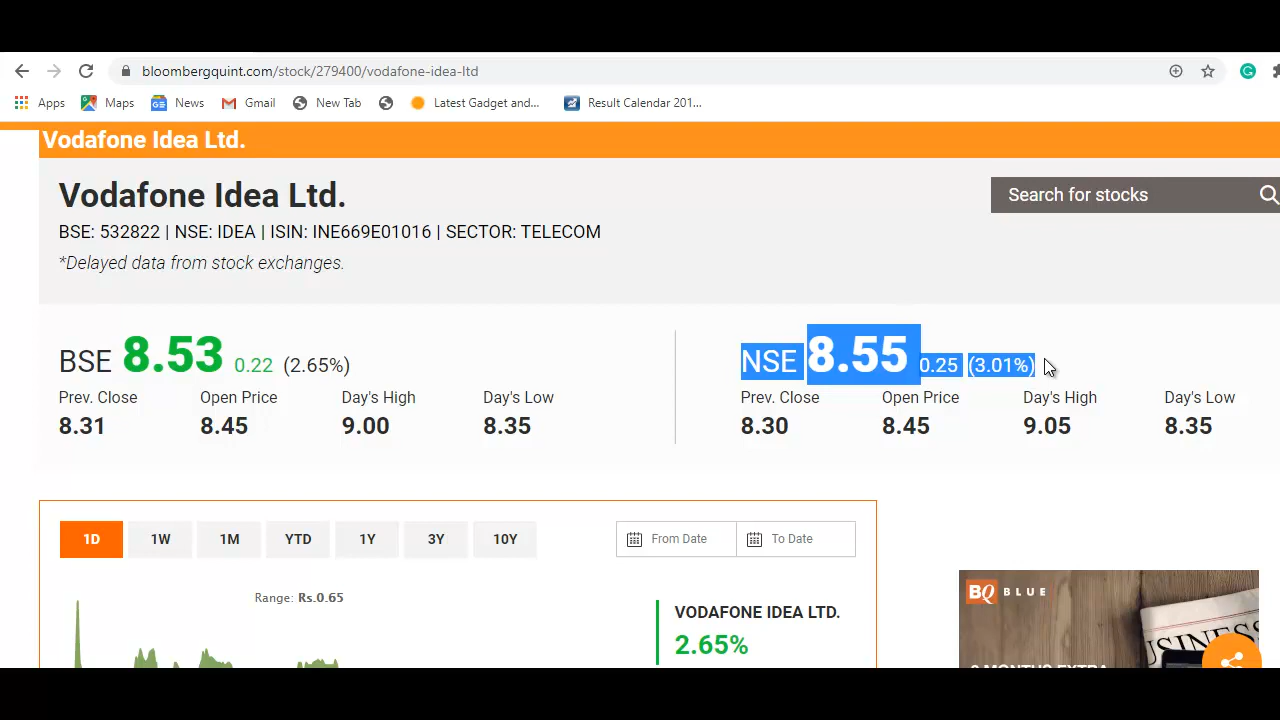 bloombergquint.com/stock/279400/vodafone-idea-ltd
Apps Maps News Gmail New Tab Latest Gadget and... Result Calendar 201...
Vodafone Idea Ltd.
Vodafone Idea Ltd.
Search for stocks
BSE: 532822 | NSE: IDEA | ISIN: INE669E01016 | SECTOR: TELECOM
*Delayed data from stock exchanges.
BSE 8.53 0.22 (2.65%)
Prev. Close Open Price Day's High Day's Low
8.31 8.45 9.00 8.35
NSE 8.55 0.25 (3.01%)
Prev. Close Open Price Day's High Day's Low
8.30 8.45 9.05 8.35
1D 1W 1M YTD 1Y 3Y 10Y From Date To Date
Range: Rs.0.65
VODAFONE IDEA LTD.
2.65%
BQ BLUE